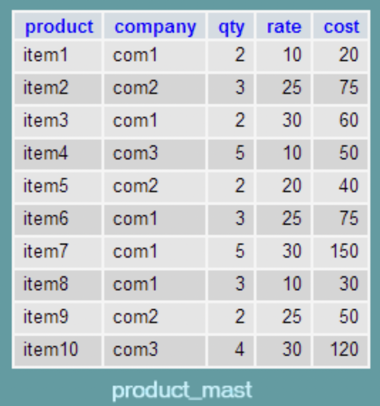 product company qty rate cost
item1 com1 2 10 20
item2 com2 3 25 75
item3 com1 2 30 60
item4 com3 5 10 50
item5 com2 2 20 40
item6 com1 3 25 75
item7 com1 5 30 150
item8 com1 3 10 30
item9 com2 2 25 50
item10 com3 4 30 120
product_mast